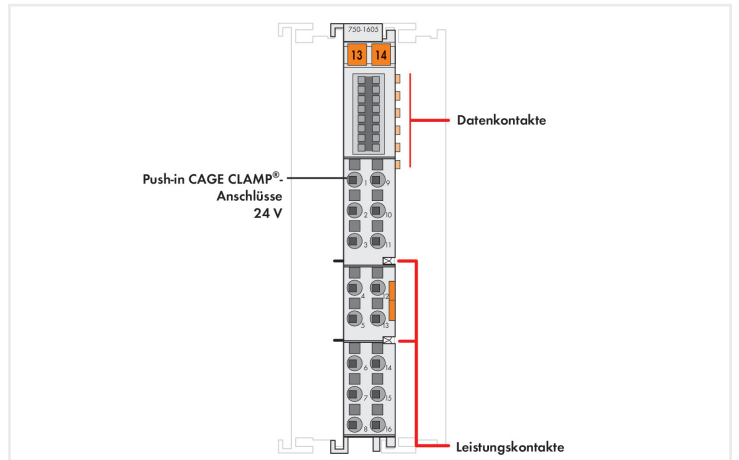 750-1605
13 14
Datenkontakte
Push-in CAGE CLAMP®-
Anschlüsse
24 V
1 9
2 10
3 11
4 12
5 13
6 14
7 15
8 16
Leistungskontakte